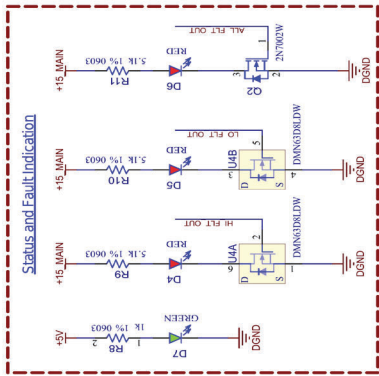 Status and Fault Indication
+15_MAIN
5.1k 1% 0603
R11
RED
D6
ALL FLT OUT
1
3
2
2N7002W
Q2
DGND
+15_MAIN
5.1k 1% 0603
R10
RED
D5
LO FLT OUT
5
U4B
3
D
S
4
DMN63D8LDW
DGND
+15_MAIN
5.1k 1% 0603
R9
RED
D4
HI FLT OUT
2
U4A
6
D
S
1
DMN63D8LDW
DGND
+5V
1k 1% 0603
2
1
R8
GREEN
D7
DGND